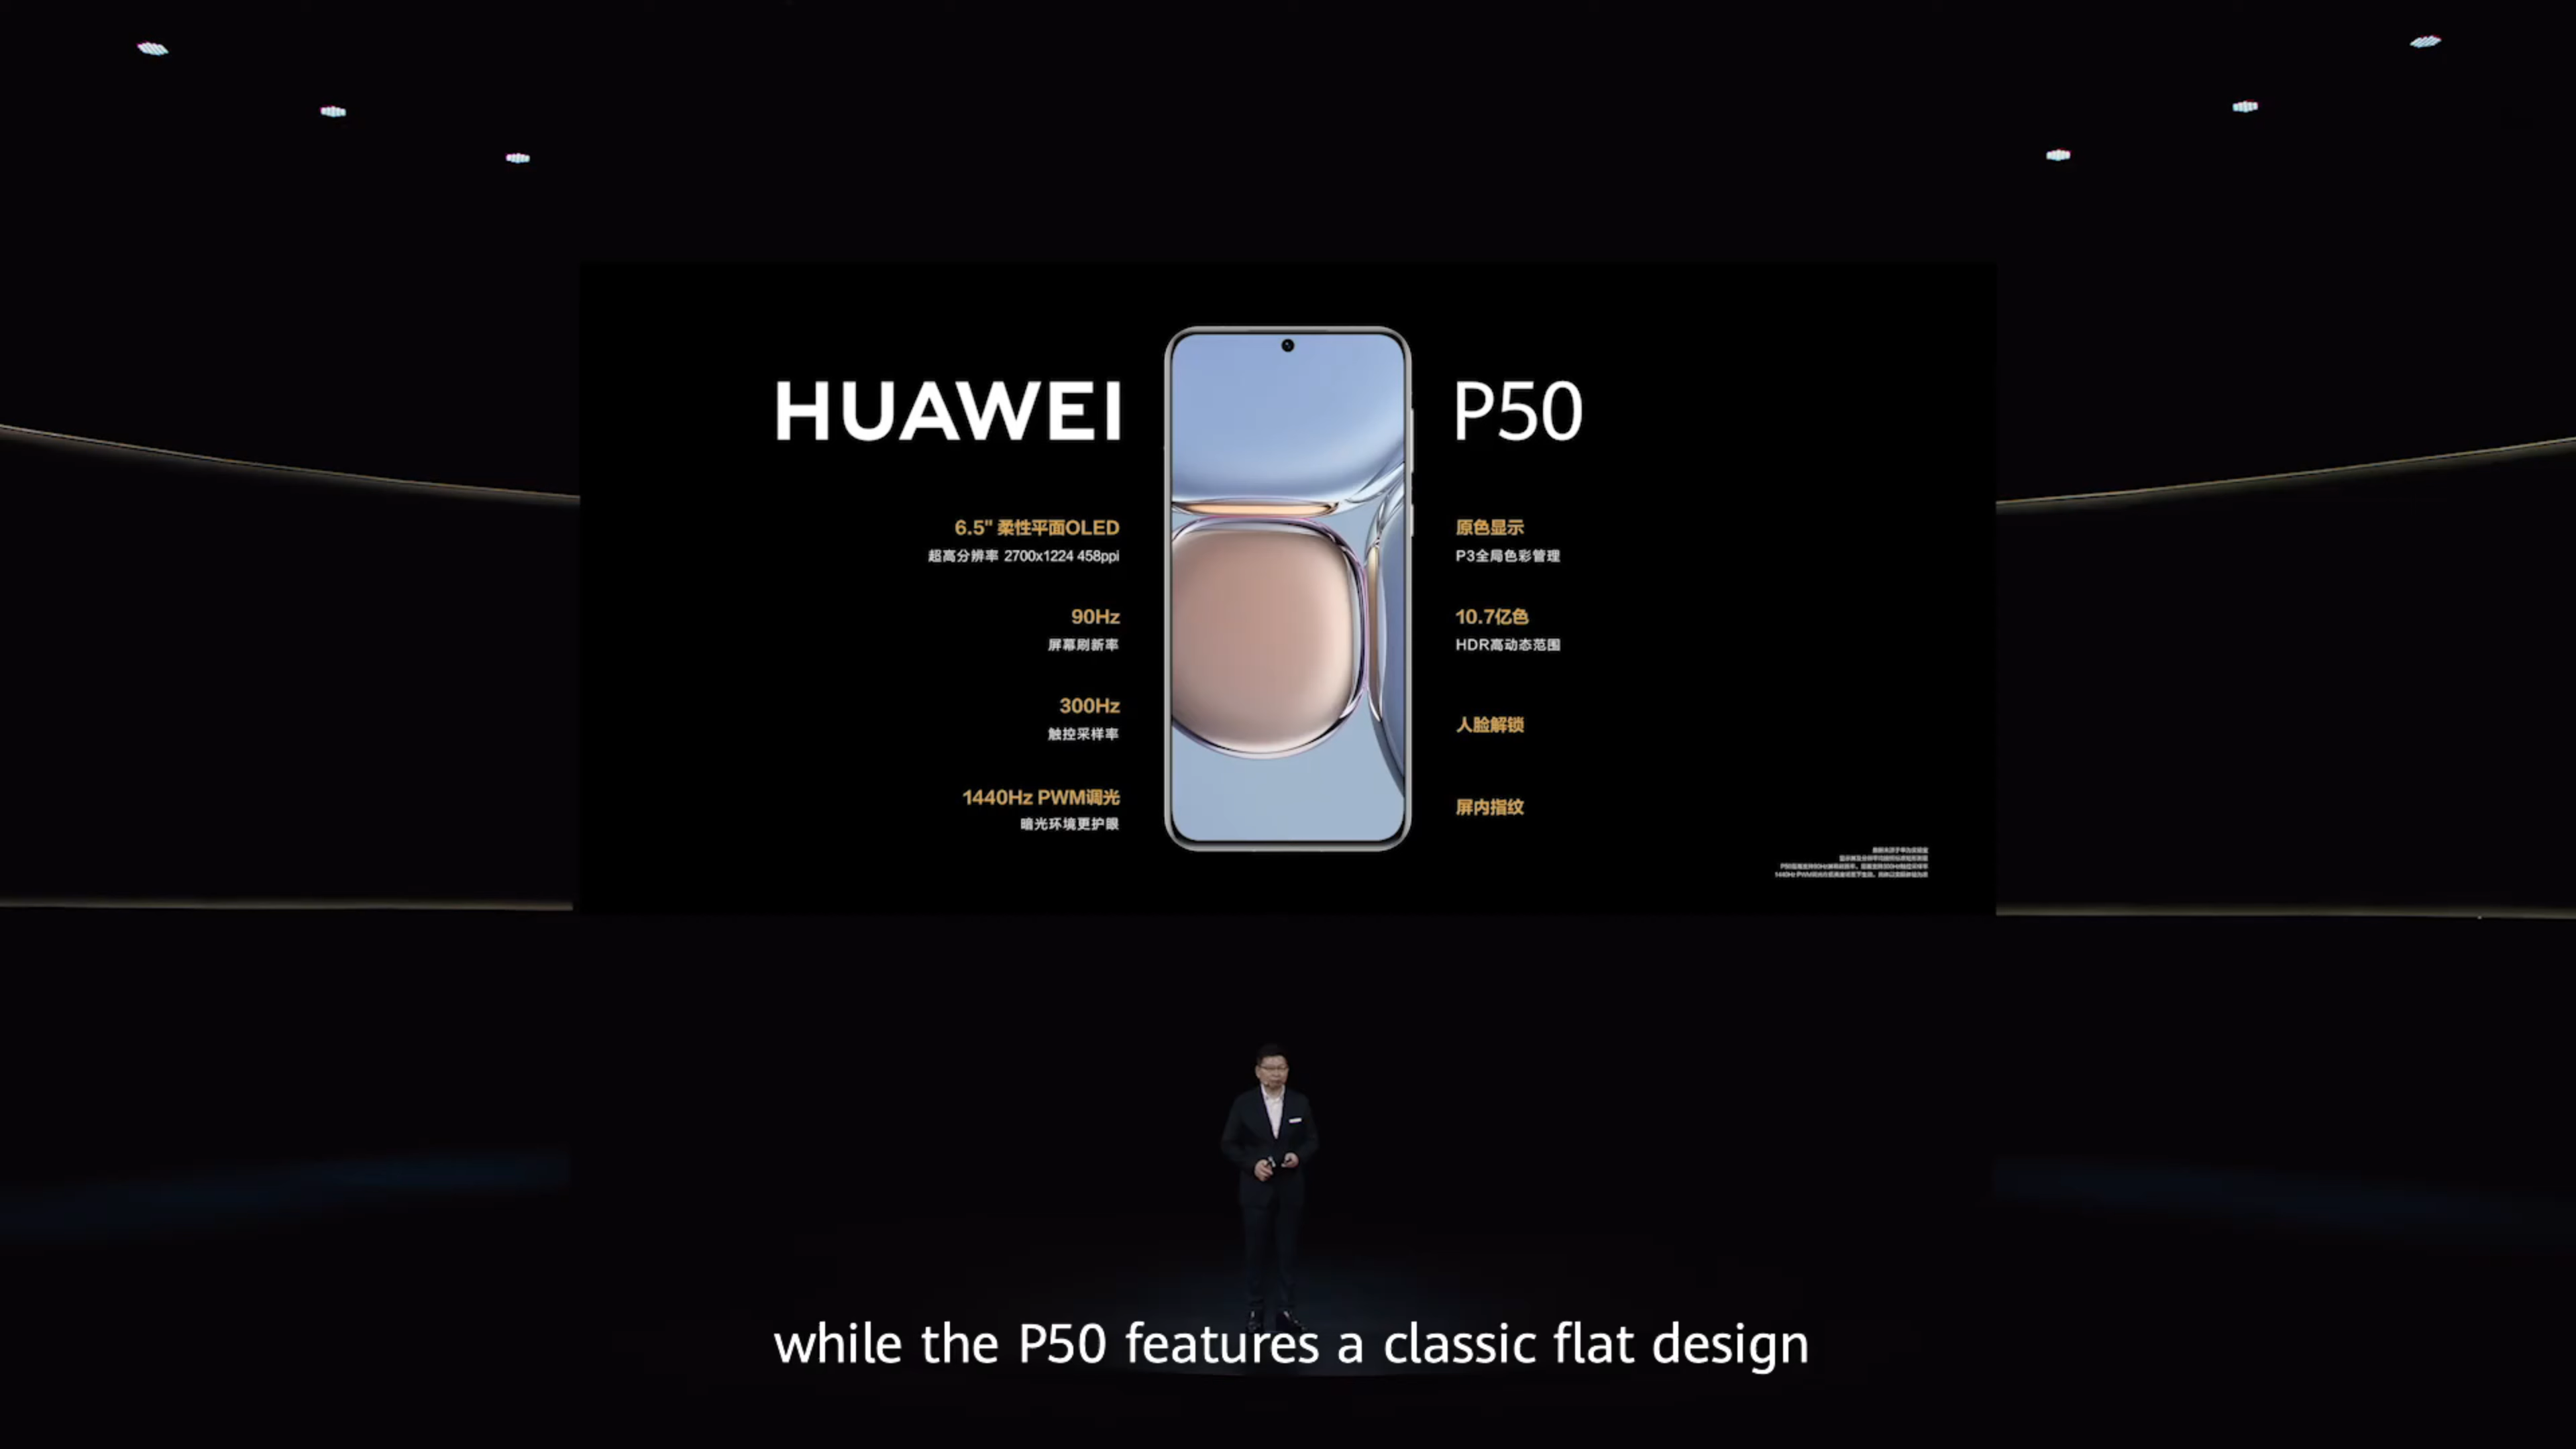 HUAWEI P50
6.5" 柔性平面OLED
超高分辨率 2700x1224 458ppi
90Hz
屏幕刷新率
300Hz
触控采样率
1440Hz PWM调光
暗光环境更护眼
原色显示
P3全局色彩管理
10.7亿色
HDR高动态范围
人脸解锁
屏内指纹
while the P50 features a classic flat design